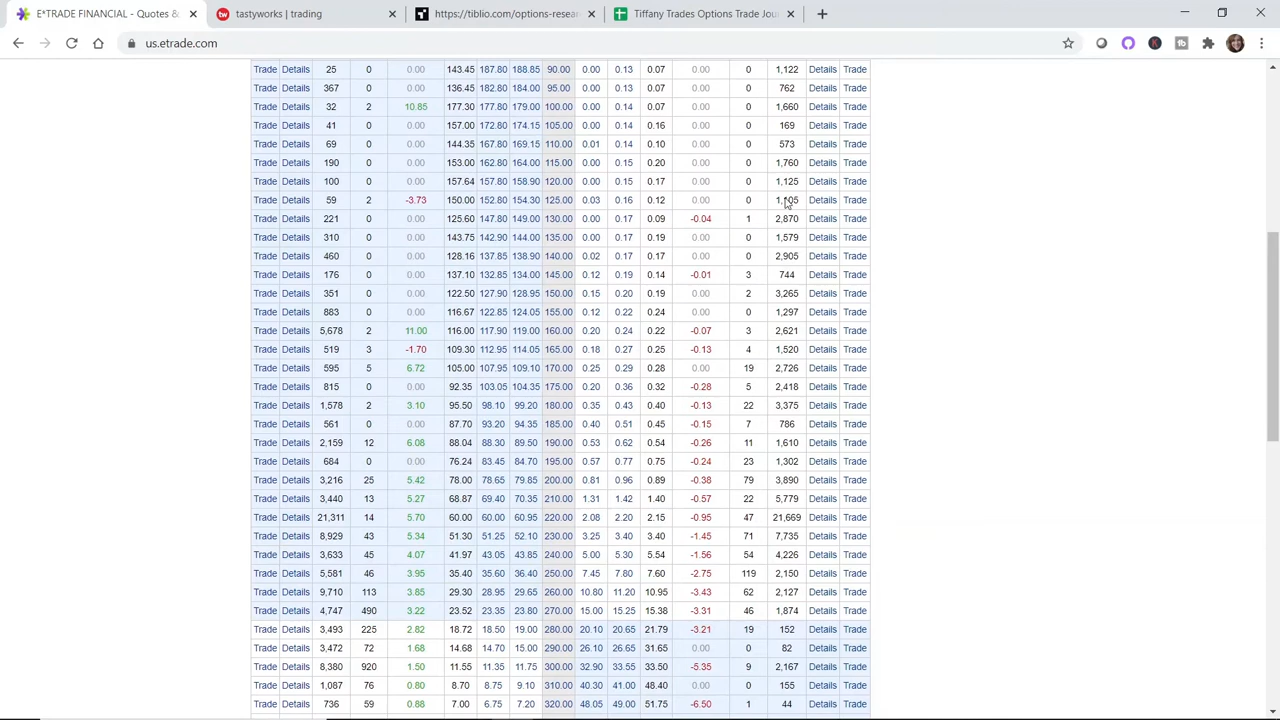 E*TRADE FINANCIAL - Quotes &
tastyworks | trading
https://tiblio.com/options-resear
Tiffany Trades Options Trade Jou
us.etrade.com
Trade Details 25 0 0.00 143.45 187.80 188.85 90.00 0.00 0.13 0.07 0.00 0 1,122 Details Trade
Trade Details 367 0 0.00 136.45 182.80 184.00 95.00 0.00 0.13 0.07 0.00 0 762 Details Trade
Trade Details 32 2 10.85 177.30 177.80 179.00 100.00 0.00 0.14 0.07 0.00 0 1,660 Details Trade
Trade Details 41 0 0.00 157.00 172.80 174.15 105.00 0.00 0.14 0.16 0.00 0 169 Details Trade
Trade Details 69 0 0.00 144.35 167.80 169.15 110.00 0.01 0.14 0.10 0.00 0 573 Details Trade
Trade Details 190 0 0.00 153.00 162.80 164.00 115.00 0.00 0.15 0.20 0.00 0 1,760 Details Trade
Trade Details 100 0 0.00 157.64 157.80 158.90 120.00 0.00 0.15 0.17 0.00 0 1,125 Details Trade
Trade Details 59 2 -3.73 150.00 152.80 154.30 125.00 0.03 0.16 0.12 0.00 0 Details Trade
Trade Details 221 0 0.00 125.60 147.80 149.00 130.00 0.00 0.17 0.09 -0.04 1 2,870 Details Trade
Trade Details 310 0 0.00 143.75 142.90 144.00 135.00 0.00 0.17 0.19 0.00 0 1,579 Details Trade
Trade Details 460 0 0.00 128.16 137.85 138.90 140.00 0.02 0.17 0.17 0.00 0 2,905 Details Trade
Trade Details 176 0 0.00 137.10 132.85 134.00 145.00 0.12 0.19 0.14 -0.01 3 744 Details Trade
Trade Details 351 0 0.00 122.50 127.90 128.95 150.00 0.15 0.20 0.19 0.00 2 3,265 Details Trade
Trade Details 883 0 0.00 116.67 122.85 124.05 155.00 0.12 0.22 0.24 0.00 0 1,297 Details Trade
Trade Details 5,678 2 11.00 116.00 117.90 119.00 160.00 0.20 0.24 0.22 -0.07 3 2,621 Details Trade
Trade Details 519 3 -1.70 109.30 112.95 114.05 165.00 0.18 0.27 0.25 -0.13 4 1,520 Details Trade
Trade Details 595 5 6.72 105.00 107.95 109.10 170.00 0.25 0.29 0.28 0.00 19 2,726 Details Trade
Trade Details 815 0 0.00 92.35 103.05 104.35 175.00 0.20 0.36 0.32 -0.28 5 2,418 Details Trade
Trade Details 1,578 2 3.10 95.50 98.10 99.20 180.00 0.35 0.43 0.40 -0.13 22 3,375 Details Trade
Trade Details 561 0 0.00 87.70 93.20 94.35 185.00 0.40 0.51 0.45 -0.15 7 786 Details Trade
Trade Details 2,159 12 6.08 88.04 88.30 89.50 190.00 0.53 0.62 0.54 -0.26 11 1,610 Details Trade
Trade Details 684 0 0.00 76.24 83.45 84.70 195.00 0.57 0.77 0.75 -0.24 23 1,302 Details Trade
Trade Details 3,216 25 5.42 78.00 78.65 79.85 200.00 0.81 0.96 0.89 -0.38 79 3,890 Details Trade
Trade Details 3,440 13 5.27 68.87 69.40 70.35 210.00 1.31 1.42 1.40 -0.57 22 5,779 Details Trade
Trade Details 21,311 14 5.70 60.00 60.00 60.95 220.00 2.08 2.20 2.15 -0.95 47 21,669 Details Trade
Trade Details 8,929 43 5.34 51.30 51.25 52.10 230.00 3.25 3.40 3.40 -1.45 71 7,735 Details Trade
Trade Details 3,633 45 4.07 41.97 43.05 43.85 240.00 5.00 5.30 5.54 -1.56 54 4,226 Details Trade
Trade Details 5,581 46 3.95 35.40 35.60 36.40 250.00 7.45 7.80 7.60 -2.75 119 2,150 Details Trade
Trade Details 9,710 113 3.85 29.30 28.95 29.65 260.00 10.80 11.20 10.95 -3.43 62 2,127 Details Trade
Trade Details 4,747 490 3.22 23.52 23.35 23.80 270.00 15.00 15.25 15.38 -3.31 46 1,874 Details Trade
Trade Details 3,493 225 2.82 18.72 18.50 19.00 280.00 20.10 20.65 21.79 -3.21 19 152 Details Trade
Trade Details 3,472 72 1.68 14.68 14.70 15.00 290.00 26.10 26.65 31.65 0.00 0 82 Details Trade
Trade Details 8,380 920 1.50 11.55 11.35 11.75 300.00 32.90 33.55 33.50 -5.35 9 2,167 Details Trade
Trade Details 1,087 76 0.80 8.70 8.75 9.10 310.00 40.30 41.00 48.40 0.00 0 155 Details Trade
Trade Details 736 59 0.88 7.00 6.75 7.20 320.00 48.05 49.00 51.75 -6.50 1 44 Details Trade